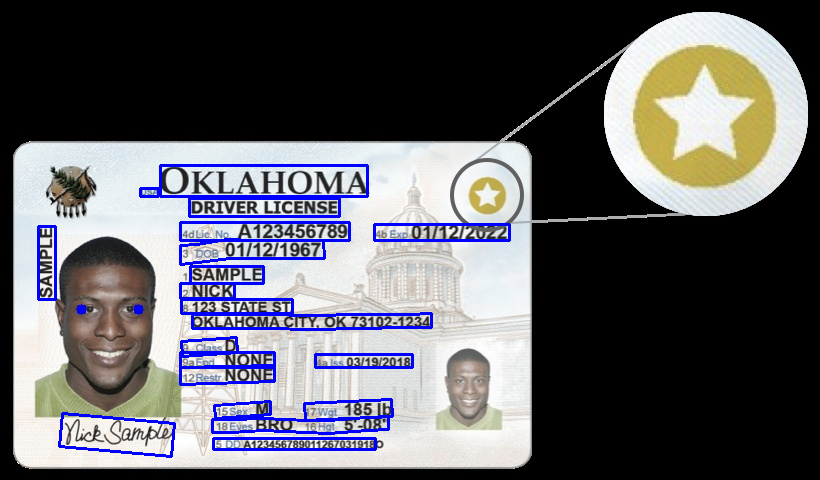 USA OKLAHOMA
DRIVER LICENSE
4d Lic. No. A123456789 4b Exp. 01/12/2022
3 DOB 01/12/1967
SAMPLE
1 SAMPLE
2 NICK
8 123 STATE ST
OKLAHOMA CITY, OK 73102-1234
9 Class D
9a End. NONE 4a Iss 03/19/2018
12 Restr. NONE
15 Sex M 17 Wgt 185 lb
18 Eyes BRO 16 Hgt 5'-08"
5 DD A1234567890112670319180
Nick Sample